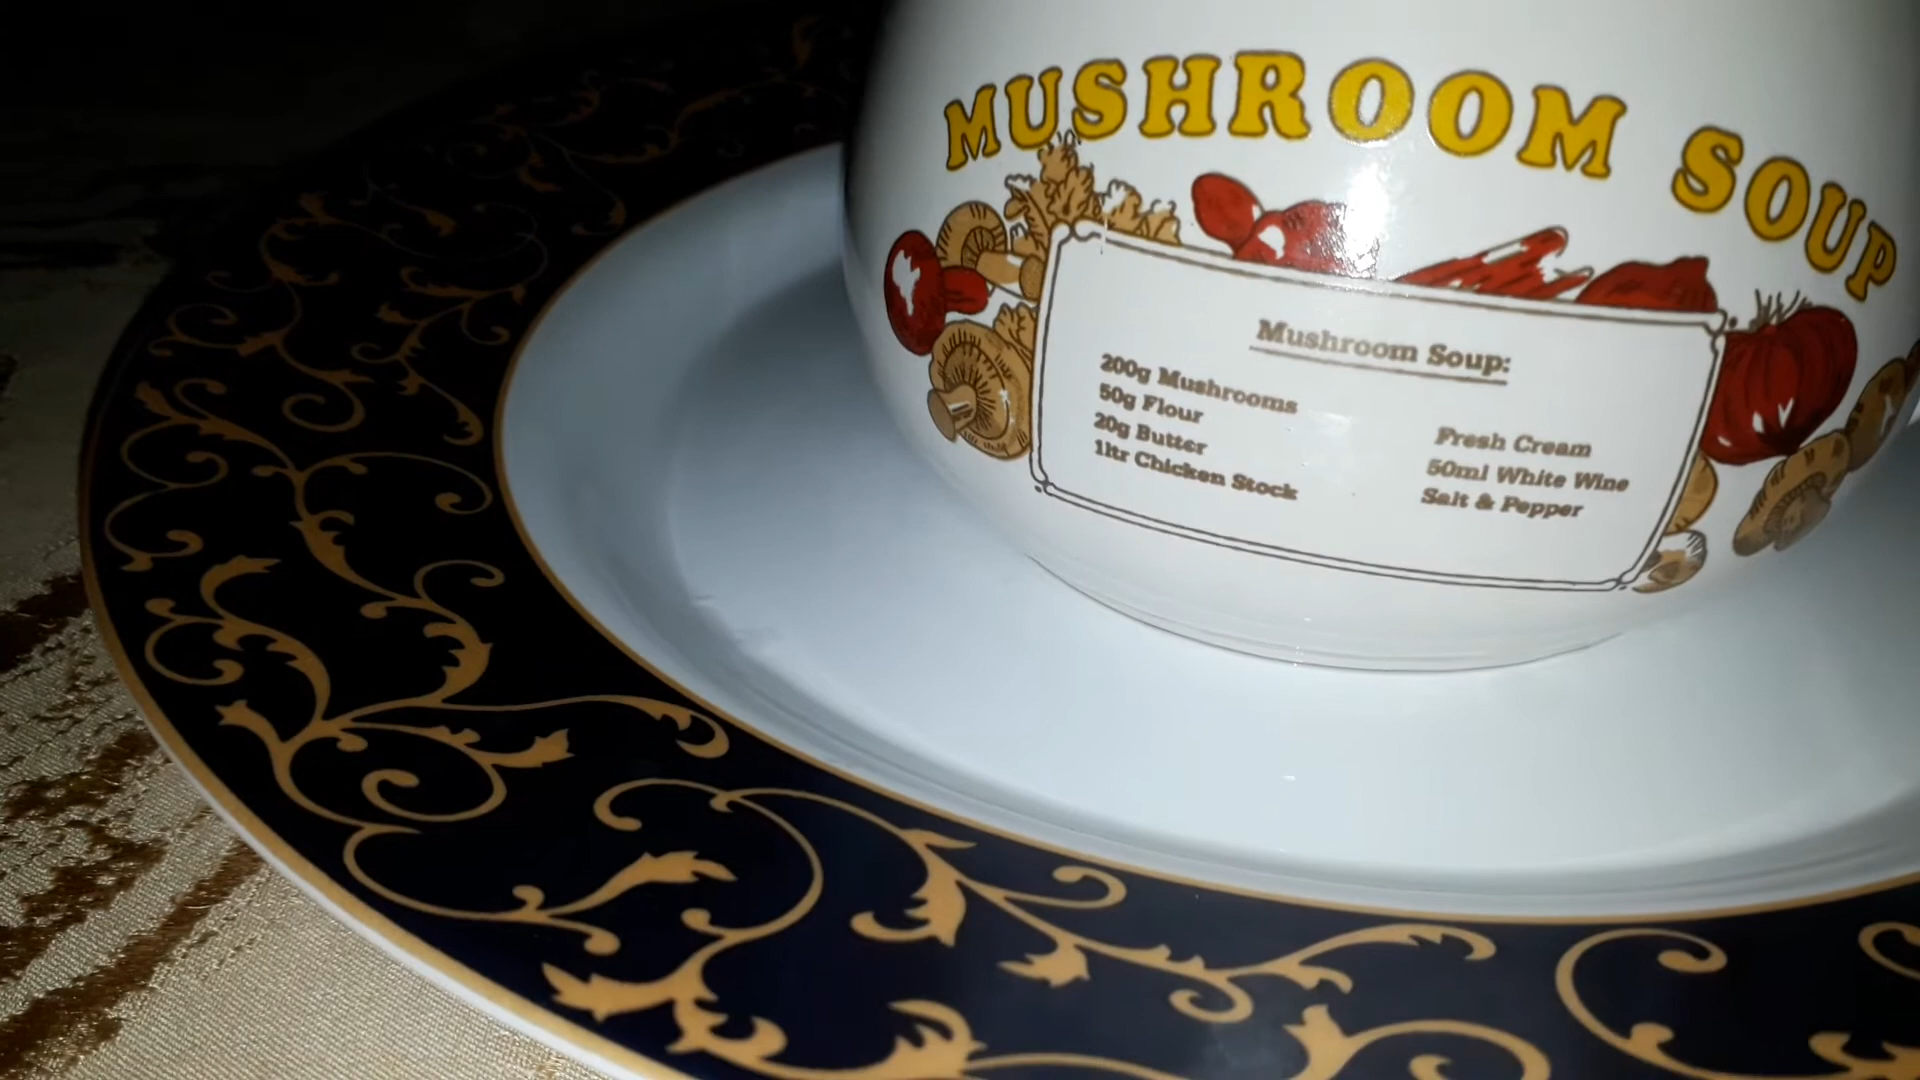 MUSHROOM SOUP
Mushroom Soup:
200g Mushrooms
50g Flour
20g Butter
1ltr Chicken Stock
Fresh Cream
50ml White Wine
Salt & Pepper